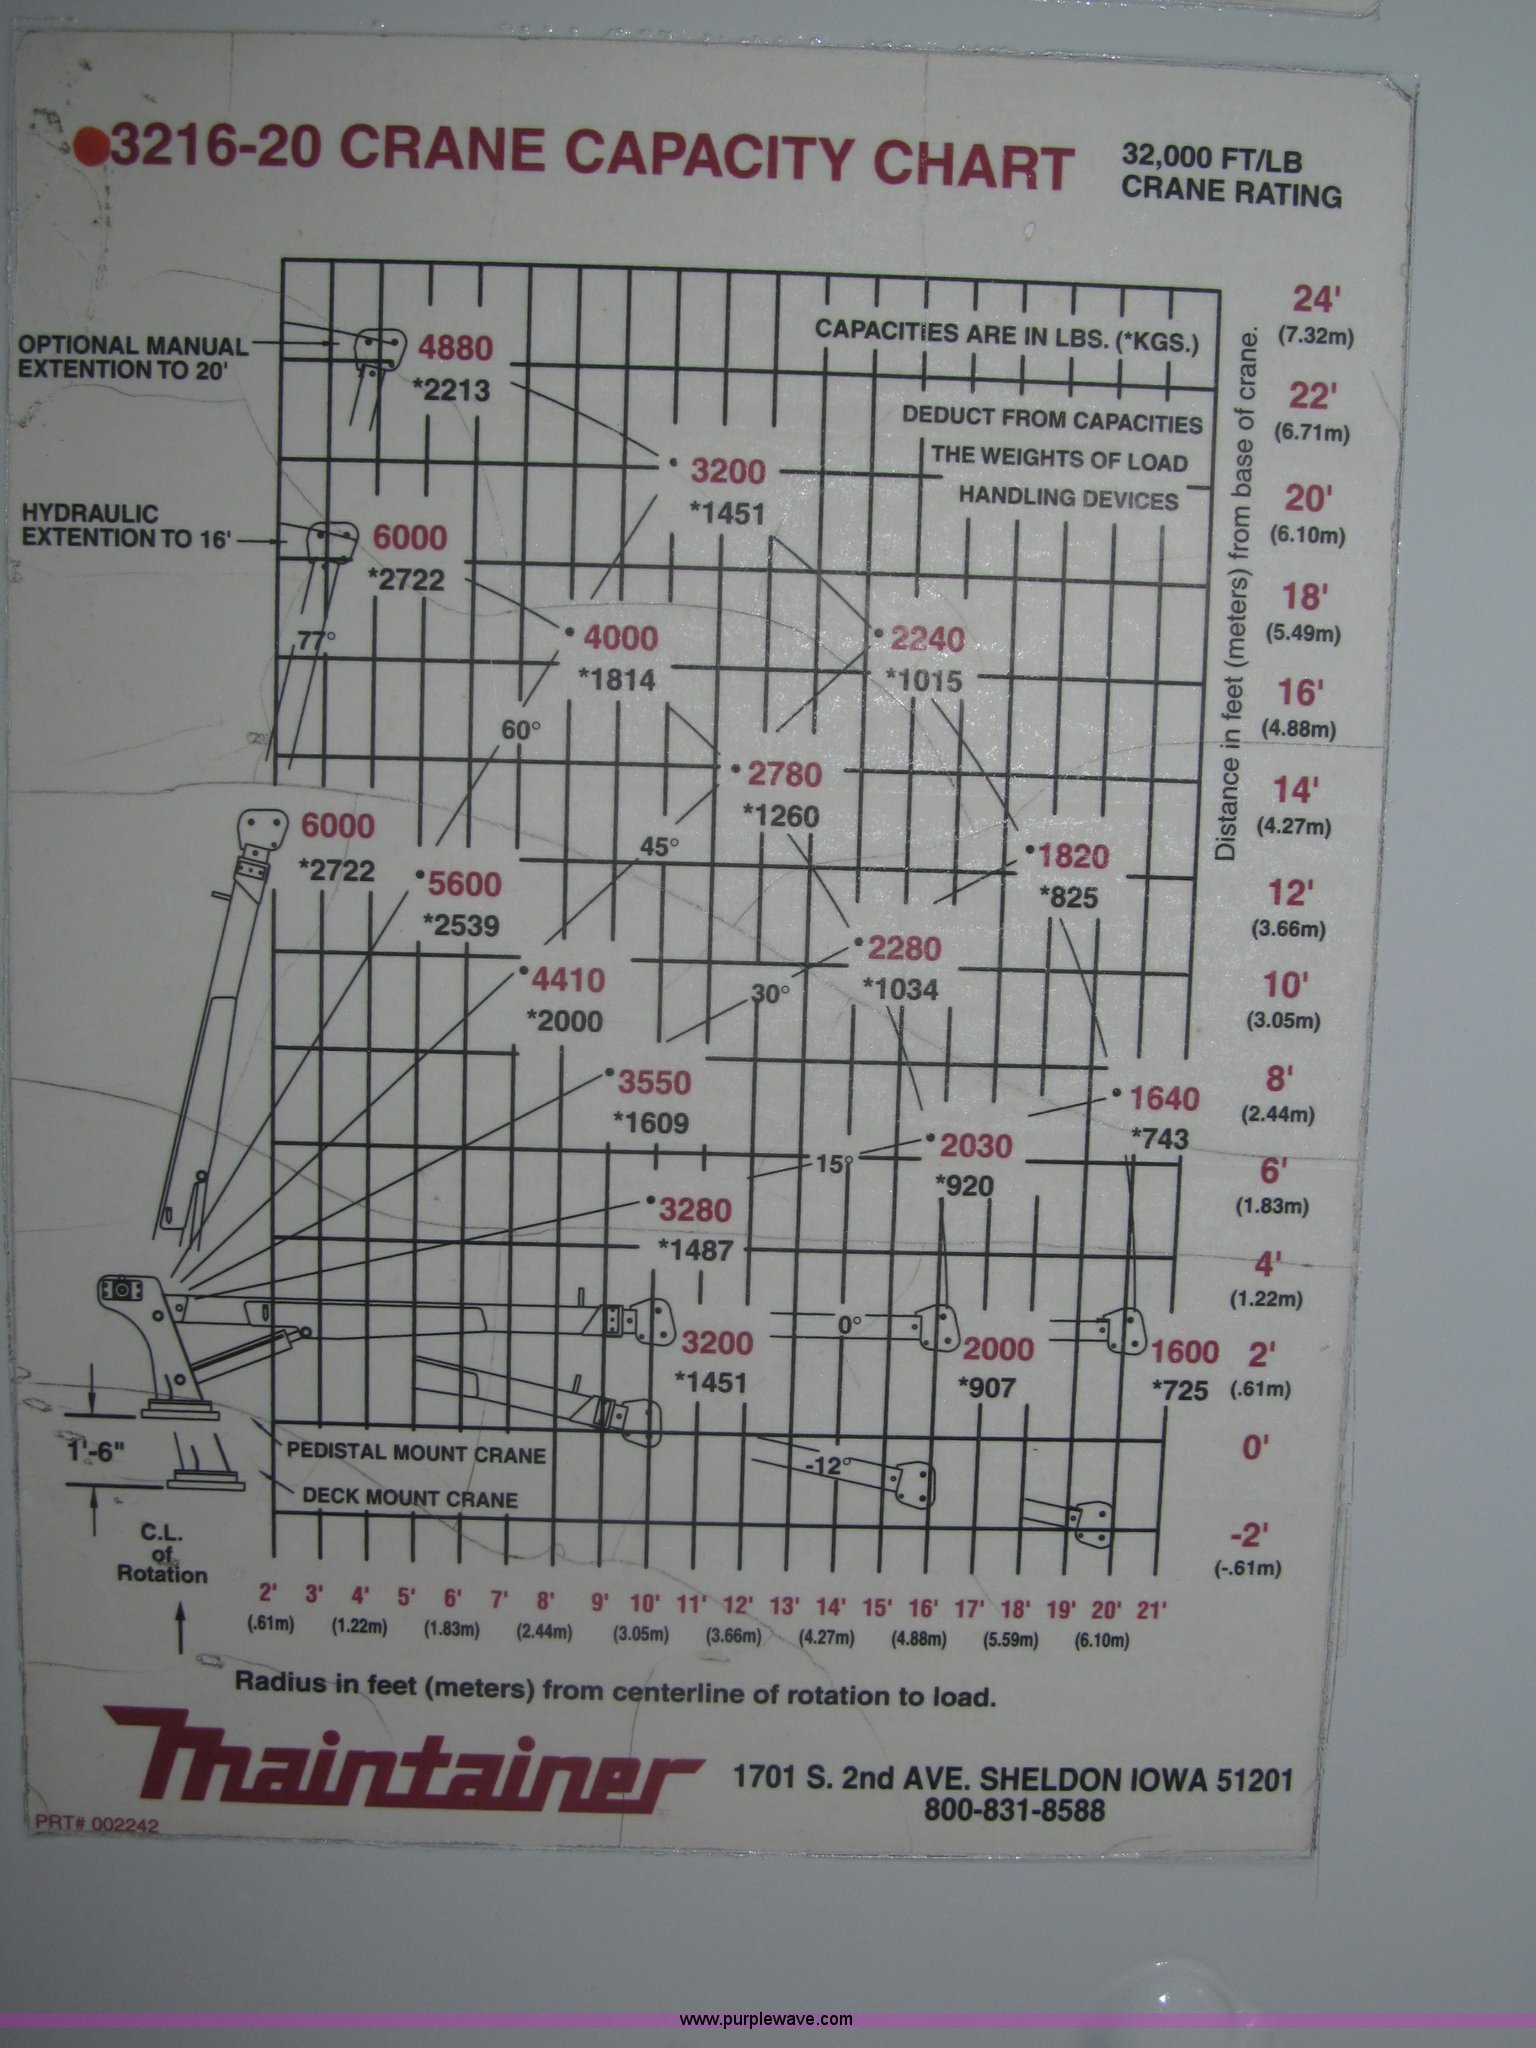 3216-20 CRANE CAPACITY CHART
32,000 FT/LB
CRANE RATING
CAPACITIES ARE IN LBS. (*KGS.)
DEDUCT FROM CAPACITIES
THE WEIGHTS OF LOAD
HANDLING DEVICES
OPTIONAL MANUAL
EXTENTION TO 20'
4880
*2213
3200
*1451
HYDRAULIC
EXTENTION TO 16'
6000
*2722
4000
*1814
2240
*1015
77°
60°
2780
*1260
6000
*2722
5600
*2539
45°
1820
*825
4410
*2000
2280
*1034
30°
3550
*1609
1640
*743
15°
2030
*920
3280
*1487
0°
3200
*1451
2000
*907
1600
*725
-12°
1'-6"
PEDISTAL MOUNT CRANE
DECK MOUNT CRANE
C.L.
of
Rotation
Distance in feet (meters) from base of crane.
24'
(7.32m)
22'
(6.71m)
20'
(6.10m)
18'
(5.49m)
16'
(4.88m)
14'
(4.27m)
12'
(3.66m)
10'
(3.05m)
8'
(2.44m)
6'
(1.83m)
4'
(1.22m)
2'
(.61m)
0'
-2'
(-.61m)
2' 3' 4' 5' 6' 7' 8' 9' 10' 11' 12' 13' 14' 15' 16' 17' 18' 19' 20' 21'
(.61m) (1.22m) (1.83m) (2.44m) (3.05m) (3.66m) (4.27m) (4.88m) (5.59m) (6.10m)
Radius in feet (meters) from centerline of rotation to load.
Maintainer
1701 S. 2nd AVE. SHELDON IOWA 51201
800-831-8588
PRT# 002242
www.purplewave.com